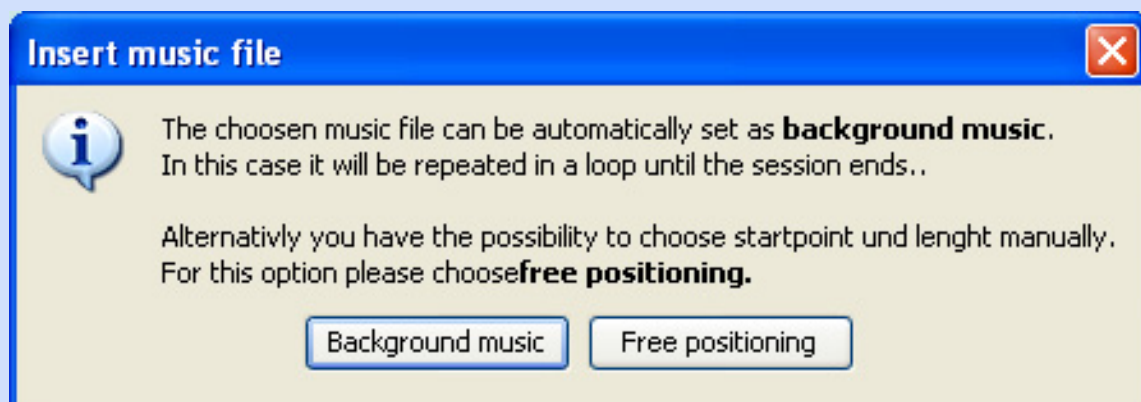 Insert music file
The choosen music file can be automatically set as background music.
In this case it will be repeated in a loop until the session ends..
Alternativly you have the possibility to choose startpoint und lenght manually.
For this option please choosefree positioning.
Background music
Free positioning